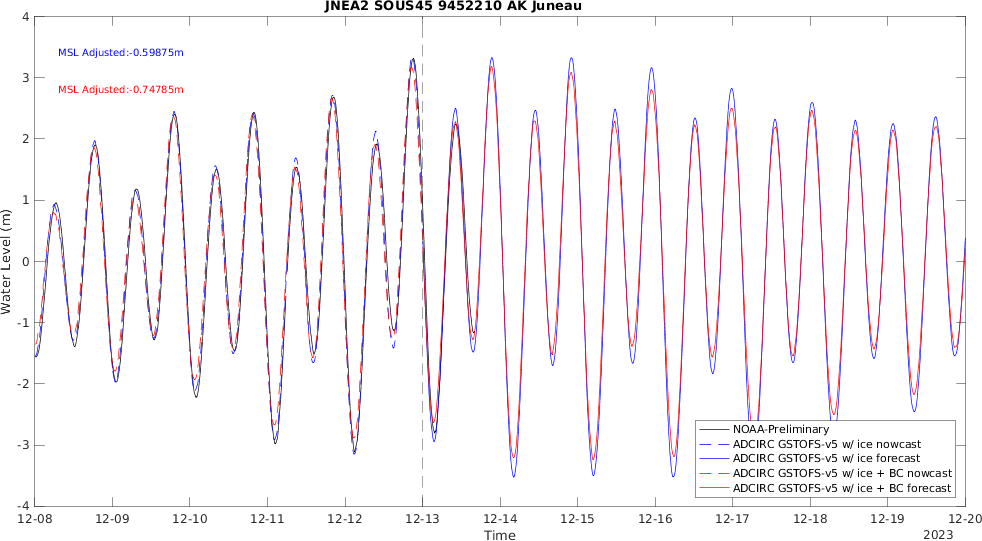 JNEA2 SOUS45 9452210 AK Juneau
MSL Adjusted:-0.59875m
MSL Adjusted:-0.74785m
Water Level (m)
4
3
2
1
0
-1
-2
-3
-4
NOAA-Preliminary
ADCIRC GSTOFS-v5 w/ ice nowcast
ADCIRC GSTOFS-v5 w/ ice forecast
ADCIRC GSTOFS-v5 w/ ice + BC nowcast
ADCIRC GSTOFS-v5 w/ ice + BC forecast
12-08 12-09 12-10 12-11 12-12 12-13 12-14 12-15 12-16 12-17 12-18 12-19 12-20
Time
2023